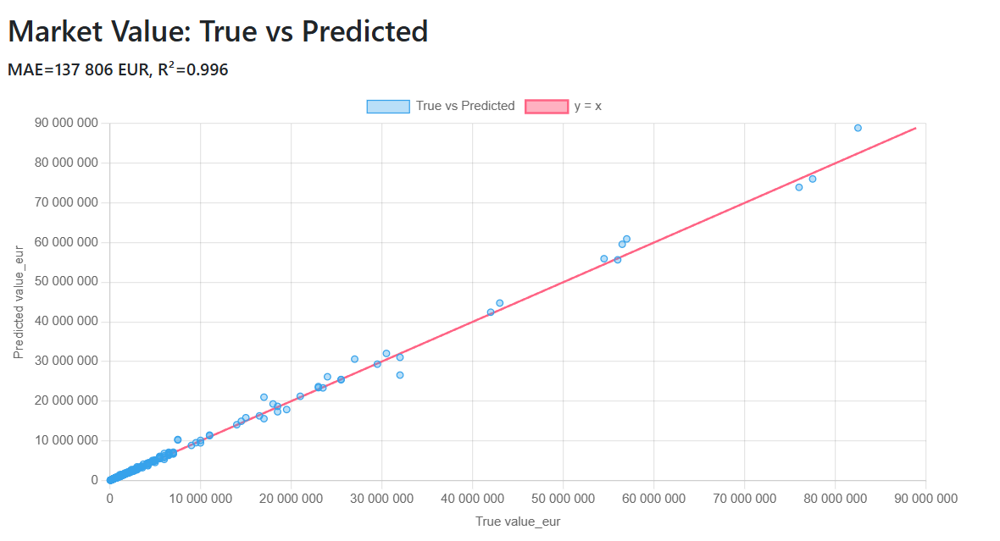 Market Value: True vs Predicted
MAE=137 806 EUR, R²=0.996
True vs Predicted
y = x
90 000 000
80 000 000
70 000 000
60 000 000
50 000 000
40 000 000
30 000 000
20 000 000
10 000 000
0
Predicted value_eur
0
10 000 000
20 000 000
30 000 000
40 000 000
50 000 000
60 000 000
70 000 000
80 000 000
90 000 000
True value_eur